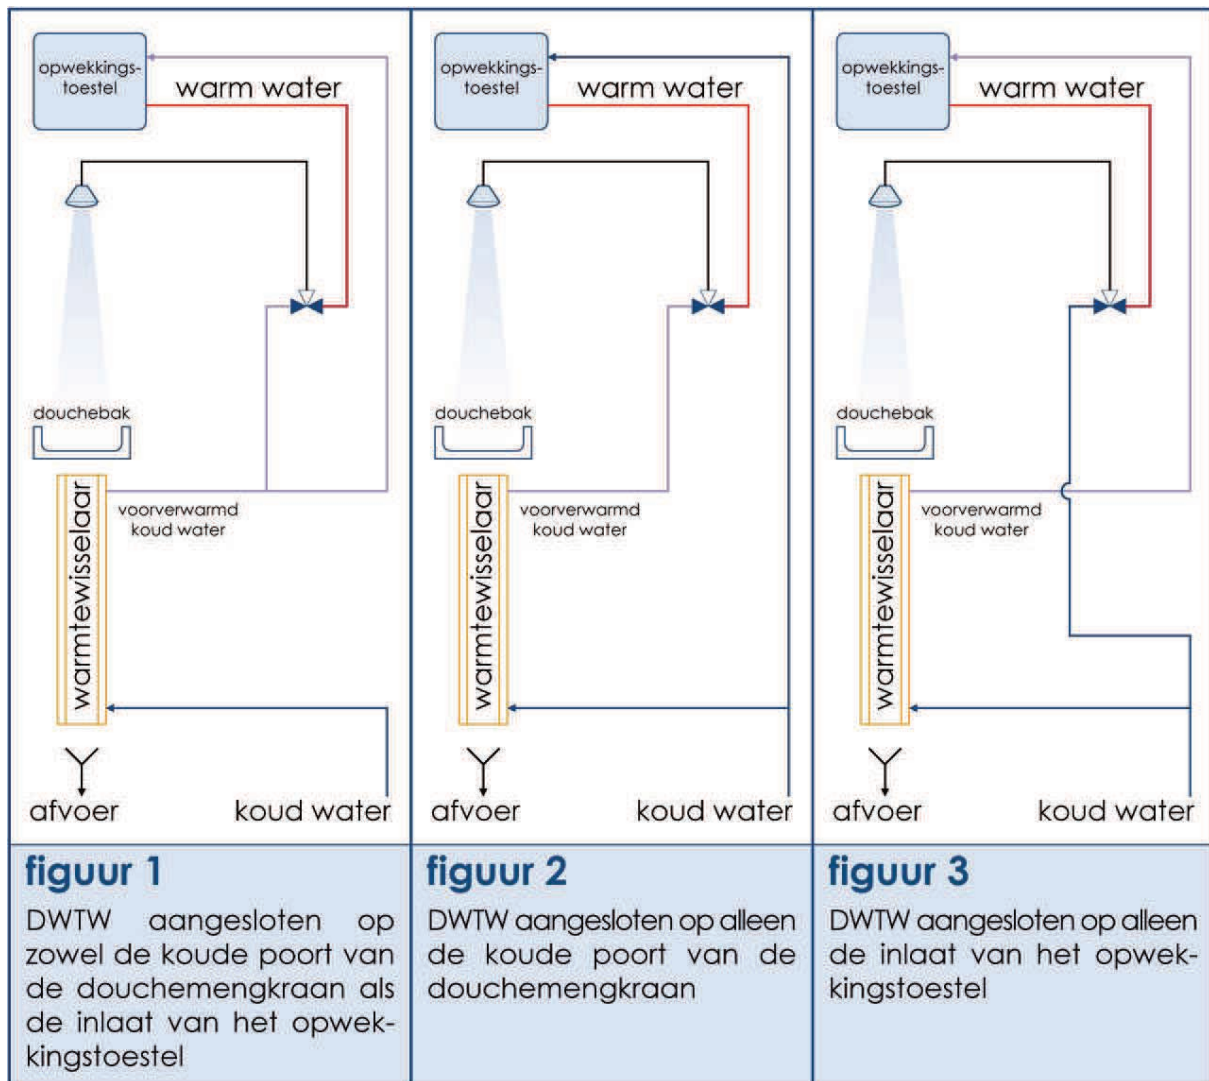 opwekkings-
toestel
warm water
douchebak
voorverwarmd
koud water
warmtewisselaar
afvoer
koud water
figuur 1
DWTW aangesloten op
zowel de koude poort van
de douchemengkraan als
de inlaat van het opwek-
kingstoestel
opwekkings-
toestel
warm water
douchebak
voorverwarmd
koud water
warmtewisselaar
afvoer
koud water
figuur 2
DWTW aangesloten op alleen
de koude poort van de
douchemengkraan
opwekkings-
toestel
warm water
douchebak
voorverwarmd
koud water
warmtewisselaar
afvoer
koud water
figuur 3
DWTW aangesloten op alleen
de inlaat van het opwek-
kingstoestel